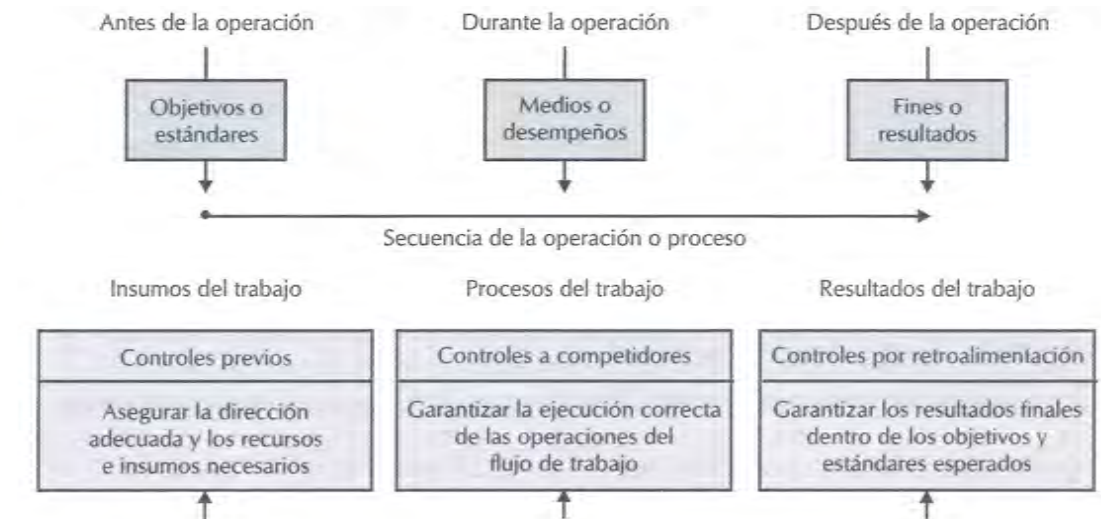 Antes de la operación
Durante la operación
Después de la operación
Objetivos o
estándares
Medios o
desempeños
Fines o
resultados
Secuencia de la operación o proceso
Insumos del trabajo
Procesos del trabajo
Resultados del trabajo
Controles previos
Asegurar la dirección
adecuada y los recursos
e insumos necesarios
Controles a competidores
Garantizar la ejecución correcta
de las operaciones del
flujo de trabajo
Controles por retroalimentación
Garantizar los resultados finales
dentro de los objetivos y
estándares esperados